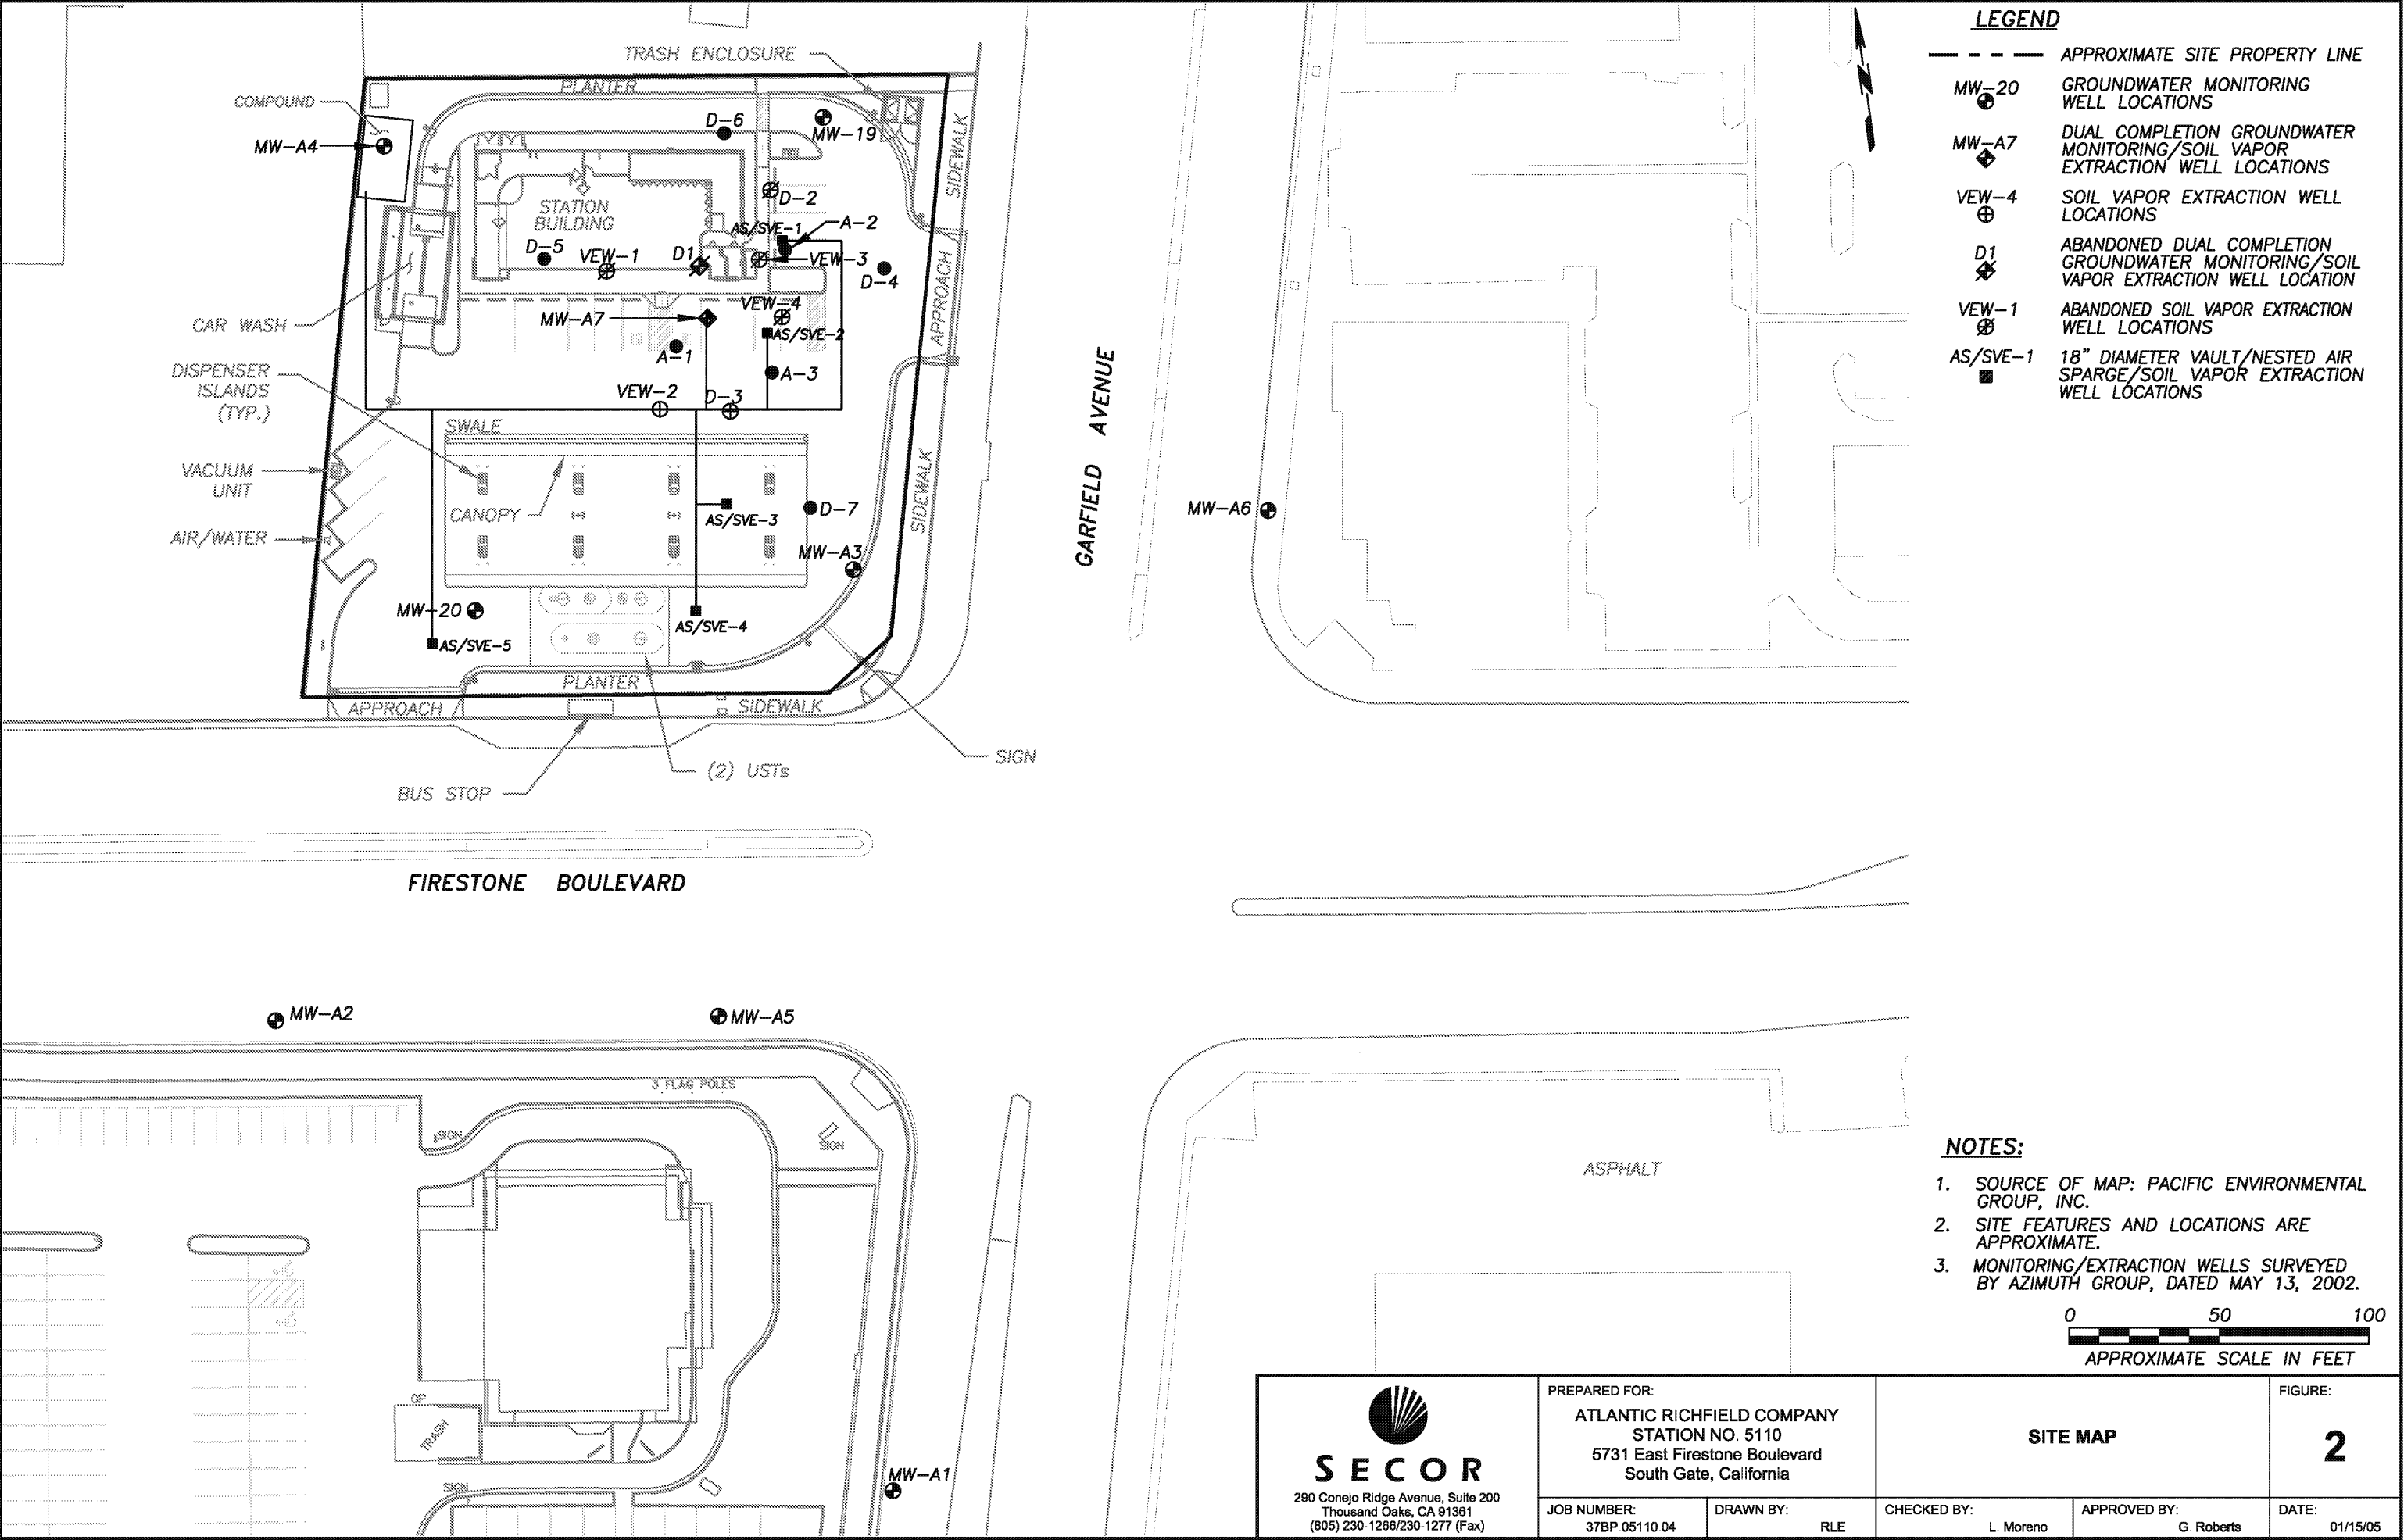 TRASH ENCLOSURE
PLANTER
COMPOUND
MW-A4
D-6
MW-19
SIDEWALK
D-2
STATION
BUILDING
AS/SVE-1
A-2
D-5
VEW-1
D1
VEW-3
D-4
APPROACH
VEW-4
MW-A7
AS/SVE-2
CAR WASH
A-1
A-3
DISPENSER
ISLANDS
(TYP.)
VEW-2
D-3
SWALE
VACUUM
UNIT
CANOPY
AS/SVE-3
D-7
SIDEWALK
AIR/WATER
MW-A3
MW-20
AS/SVE-4
AS/SVE-5
PLANTER
APPROACH
SIDEWALK
SIGN
(2) USTs
BUS STOP
GARFIELD AVENUE
MW-A6
FIRESTONE BOULEVARD
MW-A2
MW-A5
3 FLAG POLES
SIGN
SIGN
GP
TRASH
SIGN
MW-A1
ASPHALT
LEGEND
APPROXIMATE SITE PROPERTY LINE
MW-20
GROUNDWATER MONITORING
WELL LOCATIONS
MW-A7
DUAL COMPLETION GROUNDWATER
MONITORING/SOIL VAPOR
EXTRACTION WELL LOCATIONS
VEW-4
SOIL VAPOR EXTRACTION WELL
LOCATIONS
D1
ABANDONED DUAL COMPLETION
GROUNDWATER MONITORING/SOIL
VAPOR EXTRACTION WELL LOCATION
VEW-1
ABANDONED SOIL VAPOR EXTRACTION
WELL LOCATIONS
AS/SVE-1
18" DIAMETER VAULT/NESTED AIR
SPARGE/SOIL VAPOR EXTRACTION
WELL LOCATIONS
N
NOTES:
1. SOURCE OF MAP: PACIFIC ENVIRONMENTAL
GROUP, INC.
2. SITE FEATURES AND LOCATIONS ARE
APPROXIMATE.
3. MONITORING/EXTRACTION WELLS SURVEYED
BY AZIMUTH GROUP, DATED MAY 13, 2002.
0 50 100
APPROXIMATE SCALE IN FEET
SECOR
290 Conejo Ridge Avenue, Suite 200
Thousand Oaks, CA 91361
(805) 230-1266/230-1277 (Fax)
PREPARED FOR:
ATLANTIC RICHFIELD COMPANY
STATION NO. 5110
5731 East Firestone Boulevard
South Gate, California
JOB NUMBER:
37BP.05110.04
DRAWN BY:
RLE
SITE MAP
CHECKED BY:
L. Moreno
APPROVED BY:
G. Roberts
FIGURE:
2
DATE:
01/15/05